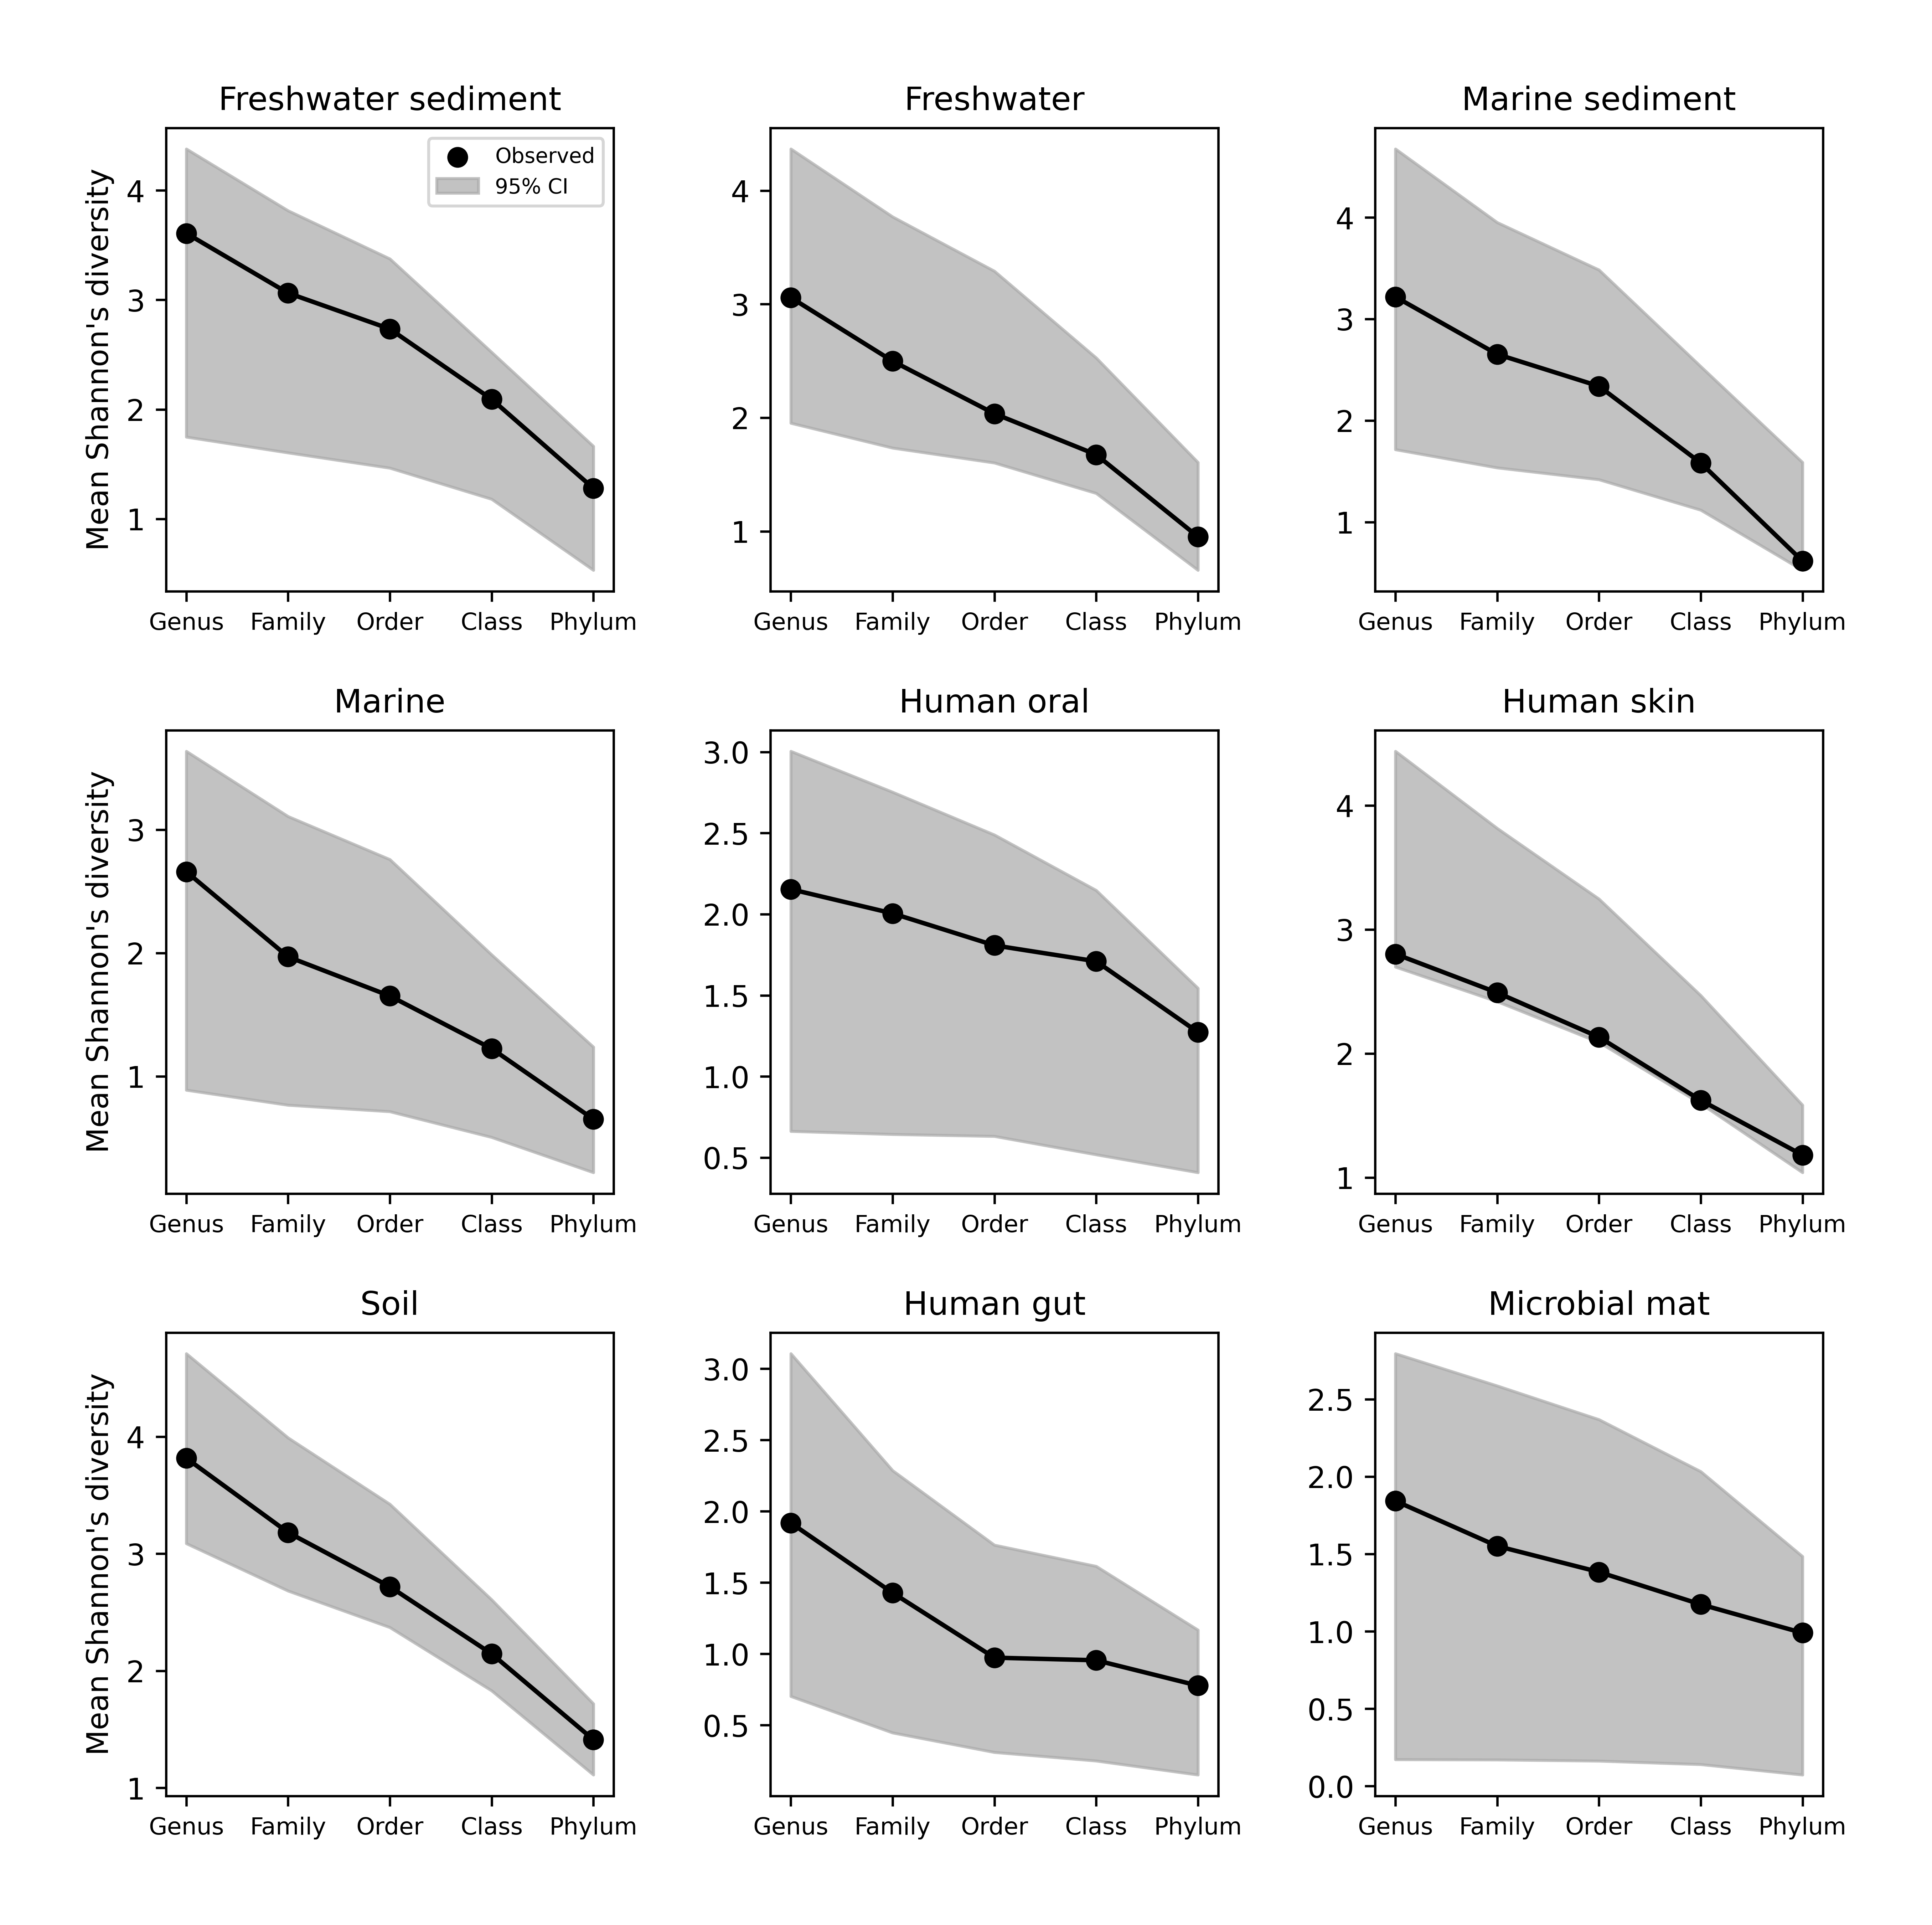 Freshwater sediment
Mean Shannon's diversity
4
3
2
1
Observed
95% CI
Genus Family Order Class Phylum
Freshwater
4
3
2
1
Genus Family Order Class Phylum
Marine sediment
4
3
2
1
Genus Family Order Class Phylum
Marine
Mean Shannon's diversity
3
2
1
Genus Family Order Class Phylum
Human oral
3.0
2.5
2.0
1.5
1.0
0.5
Genus Family Order Class Phylum
Human skin
4
3
2
1
Genus Family Order Class Phylum
Soil
Mean Shannon's diversity
4
3
2
1
Genus Family Order Class Phylum
Human gut
3.0
2.5
2.0
1.5
1.0
0.5
Genus Family Order Class Phylum
Microbial mat
2.5
2.0
1.5
1.0
0.5
0.0
Genus Family Order Class Phylum